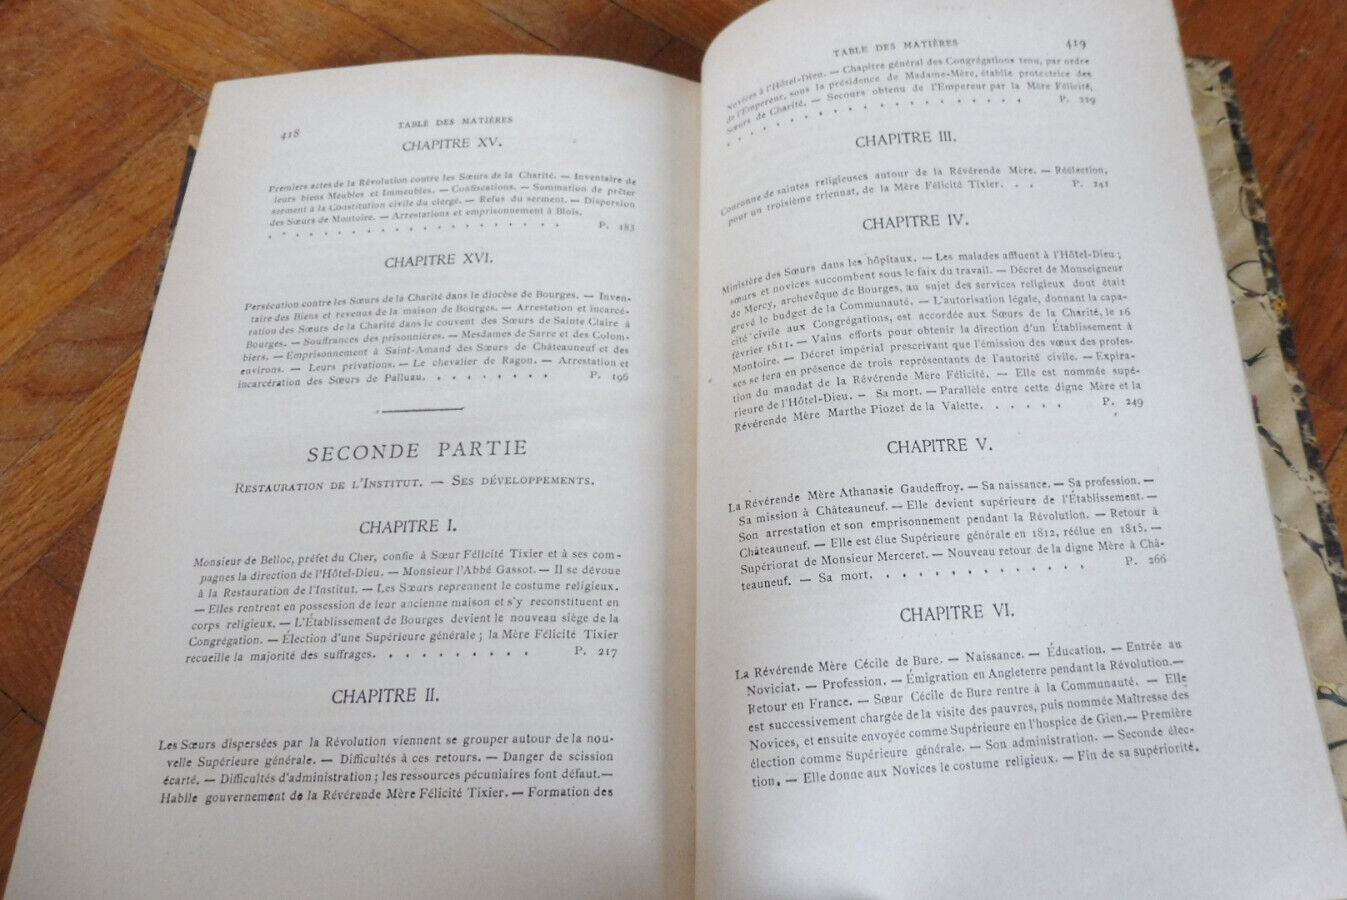 418
TABLE DES MATIÈRES
CHAPITRE XV.
Premiers actes de la Révolution contre les Sœurs de la Charité. — Inventaire de
leurs biens Meubles et Immeubles. — Confiscations. — Summation de prêter
serment à la Constitution civile du clergé. — Refus du serment. — Dispersion
des Sœurs de Montoire. — Arrestations et emprisonnement à Blois.
. . . . . . . . . . . . . . . . . . . . . . P. 183
CHAPITRE XVI.
Persécution contre les Sœurs de la Charité dans le diocèse de Bourges. — Inven-
taire des Biens et revenus de la maison de Bourges. — Arrestation et incarcé-
ration des Sœurs de la Charité dans le couvent des Sœurs de Sainte Claire à
Bourges. — Souffrances des prisonnières. — Mesdames de Sarre et des Colom-
biers. — Emprisonnement à Saint-Amand des Sœurs de Châteauneuf et des
environs. — Leurs privations. — Le chevalier de Ragon. — Arrestation et
incarcération des Sœurs de Palluau. . . . . . . . . P. 196
SECONDE PARTIE
RESTAURATION DE L'INSTITUT. — SES DÉVELOPPEMENTS.
CHAPITRE I.
Monsieur de Belloc, préfet du Cher, confie à Sœur Félicité Tixier et à ses com-
pagnes la direction de l'Hôtel-Dieu. — Monsieur l'Abbé Gassot. — Il se dévoue
à la Restauration de l'Institut. — Les Sœurs reprennent le costume religieux.
— Elles rentrent en possession de leur ancienne maison et s'y reconstituent en
corps religieux. — L'Établissement de Bourges devient le nouveau siège de la
Congrégation. — Élection d'une Supérieure générale ; la Mère Félicité Tixier
recueille la majorité des suffrages. . . . . . . . . . P. 217
CHAPITRE II.
Les Sœurs dispersées par la Révolution viennent se grouper autour de la nou-
velle Supérieure générale. — Difficultés à ces retours. — Danger de scission
écarté. — Difficultés d'administration ; les ressources pécuniaires font défaut. —
Habile gouvernement de la Révérende Mère Félicité Tixier. — Formation des
TABLE DES MATIÈRES
419
Novices à l'Hôtel-Dieu. — Chapitre général des Congrégations tenu, par ordre
de l'Empereur, sous la présidence de Madame-Mère, établie protectrice des
Sœurs de Charité. — Secours obtenu de l'Empereur par la Mère Félicité,
. . . . . . . . . . . . . . . . . . . . . . P. 229
CHAPITRE III.
Couronne de saintes religieuses autour de la Révérende Mère. — Réélection,
pour un troisième triennat, de la Mère Félicité Tixier. . . P. 241
CHAPITRE IV.
Ministère des Sœurs dans les hôpitaux. — Les malades affluent à l'Hôtel-Dieu ;
sœurs et novices succombent sous le faix du travail. — Décret de Monseigneur
de Mercy, archevêque de Bourges, au sujet des services religieux dont était
grevé le budget de la Communauté. — L'autorisation légale, donnant la capa-
cité civile aux Congrégations, est accordée aux Sœurs de la Charité, le 16
février 1811. — Vains efforts pour obtenir la direction d'un Établissement à
Montoire. — Décret impérial prescrivant que l'émission des vœux des profes-
ses se tera en présence de trois représentants de l'autorité civile. — Expira-
tion du mandat de la Révérende Mère Félicité. — Elle est nommée supé-
rieure de l'Hôtel-Dieu. — Sa mort. — Parallèle entre cette digne Mère et la
Révérende Mère Marthe Piozet de la Valette. . . . . . P. 249
CHAPITRE V.
La Révérende Mère Athanasie Gaudeffroy. — Sa naissance. — Sa profession. —
Sa mission à Châteauneuf. — Elle devient supérieure de l'Établissement. —
Son arrestation et son emprisonnement pendant la Révolution. — Retour à
Châteauneuf. — Elle est élue Supérieure générale en 1812, réélue en 1815. —
Supériorat de Monsieur Merceret. — Nouveau retour de la digne Mère à Châ-
teauneuf. — Sa mort. . . . . . . . . . . . . P. 266
CHAPITRE VI.
La Révérende Mère Cécile de Bure. — Naissance. — Éducation. — Entrée au
Noviciat. — Profession. — Émigration en Angleterre pendant la Révolution. —
Retour en France. — Sœur Cécile de Bure rentre à la Communauté. — Elle
est successivement chargée de la visite des pauvres, puis nommée Maîtresse des
Novices, et ensuite envoyée comme Supérieure en l'hospice de Gien. — Première
élection comme Supérieure générale. — Son administration. — Seconde élec-
tion. — Elle donne aux Novices le costume religieux. — Fin de sa supériorité.